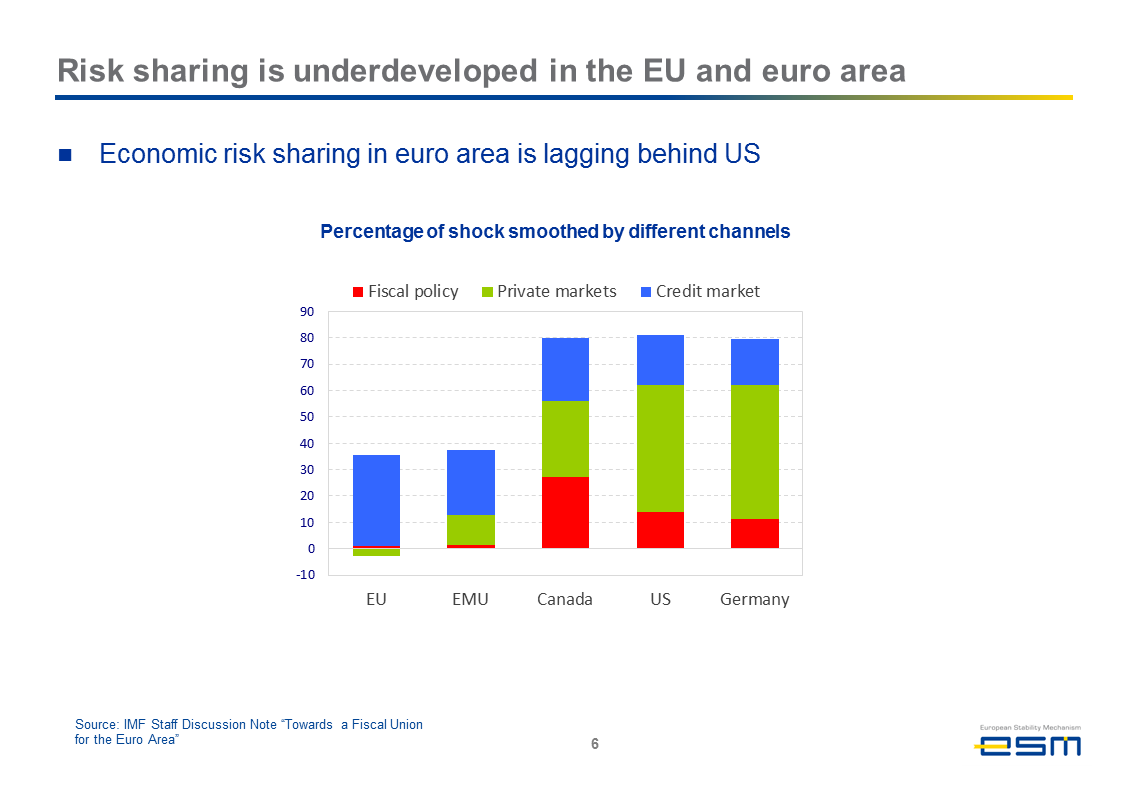 Risk sharing is underdeveloped in the EU and euro area
Economic risk sharing in euro area is lagging behind US
Percentage of shock smoothed by different channels
Fiscal policy Private markets Credit market
90
80
70
60
50
40
30
20
10
0
-10
EU EMU Canada US Germany
Source: IMF Staff Discussion Note “Towards a Fiscal Union
for the Euro Area”
6
European Stability Mechanism
esm